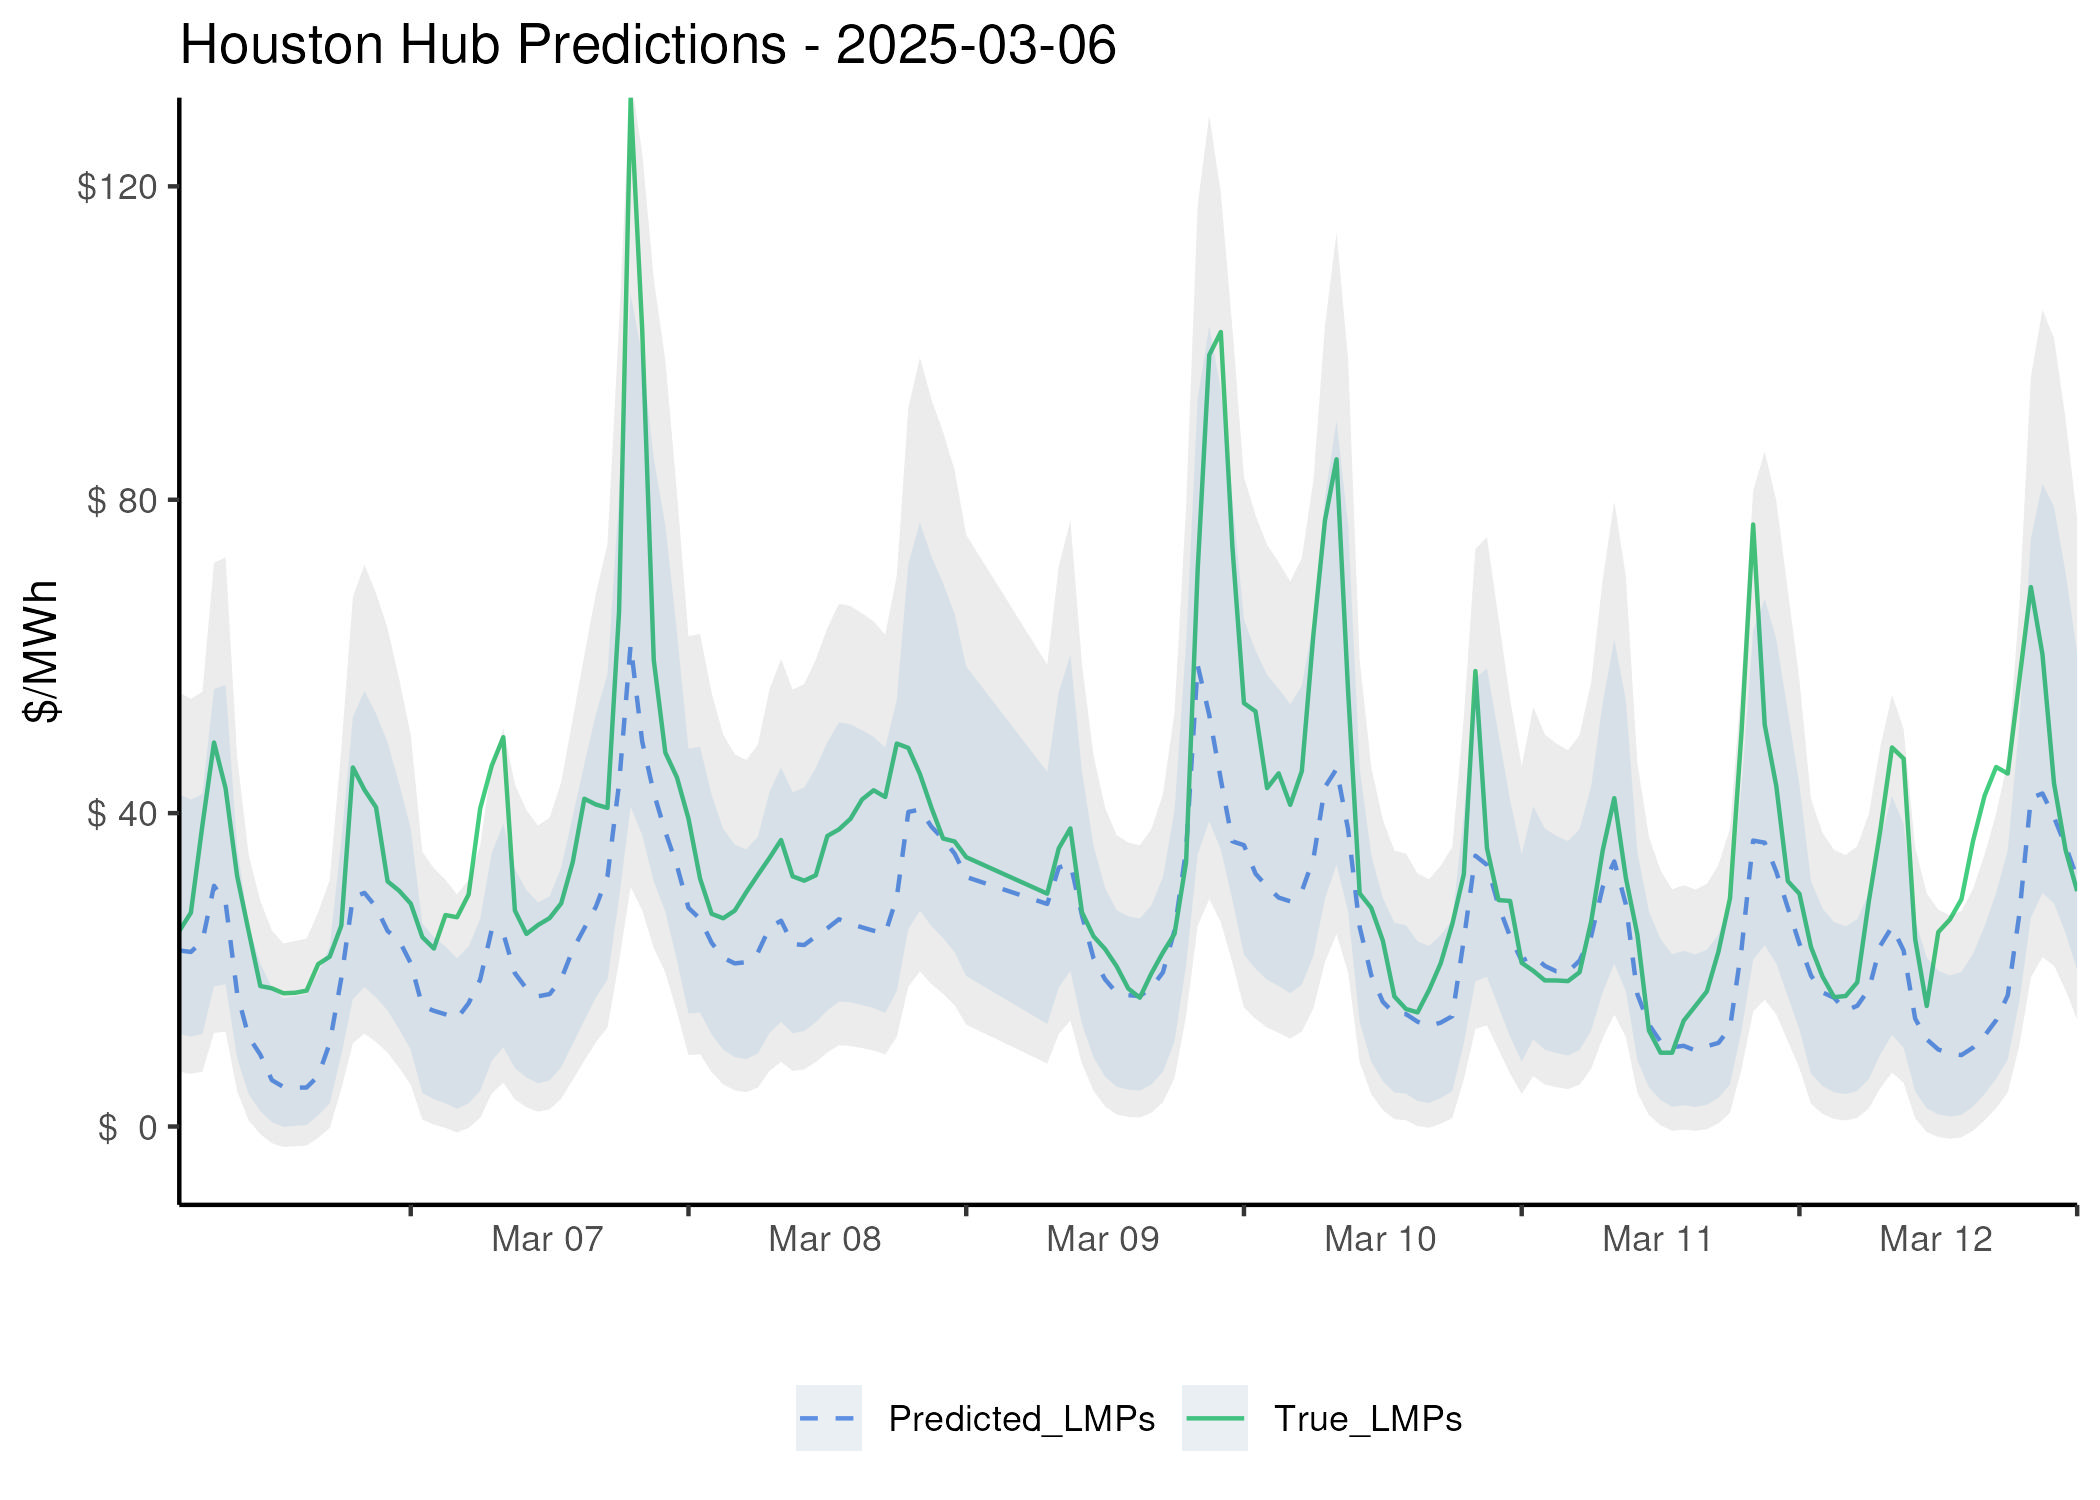 Houston Hub Predictions - 2025-03-06
$/MWh
$120
$ 80
$ 40
$ 0
Mar 07 Mar 08 Mar 09 Mar 10 Mar 11 Mar 12
Predicted_LMPs True_LMPs